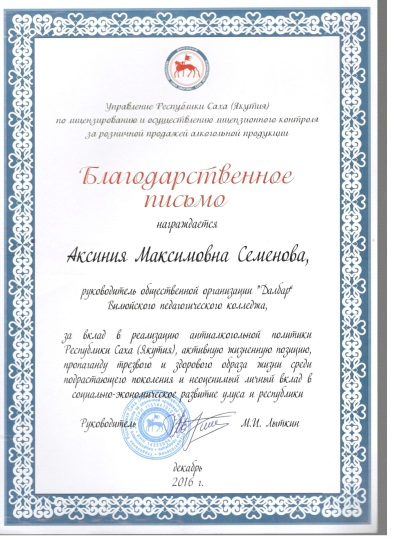 Управление Республики Саха (Якутия)
по лицензированию и осуществлению лицензионного контроля
за розничной продажей алкогольной продукции
Благодарственное
письмо
награждается
Аксиния Максимовна Семенова,
руководитель общественной организации "Далбар"
Вилюйского педагогического колледжа,
за вклад в реализацию антиалкогольной политики
Республики Саха (Якутия), активную жизненную позицию,
пропаганду трезвого и здорового образа жизни среди
подрастающего поколения и неоценимый личный вклад в
социально-экономическое развитие улуса и республики
Руководитель М.И. Лыткин
декабрь
2016 г.